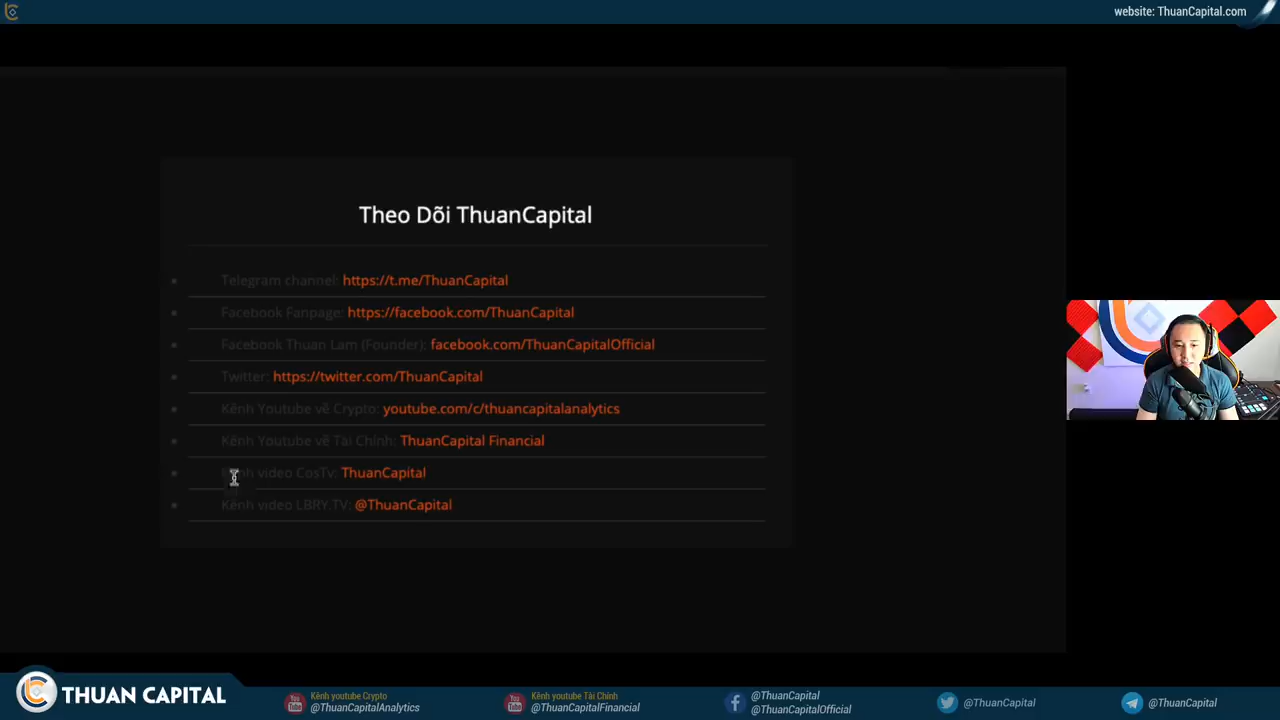 website: ThuanCapital.com
Theo Dõi ThuanCapital
Telegram channel: https://t.me/ThuanCapital
Facebook Fanpage: https://facebook.com/ThuanCapital
Facebook Thuan Lam (Founder): facebook.com/ThuanCapitalOfficial
Twitter: https://twitter.com/ThuanCapital
Kênh Youtube về Crypto: youtube.com/c/thuancapitalanalytics
Kênh Youtube về Tài Chính: ThuanCapital Financial
Kênh video CosTv: ThuanCapital
Kênh video LBRY.TV: @ThuanCapital
THUAN CAPITAL
Kênh youtube Crypto
@ThuanCapitalAnalytics
Kênh youtube Tài Chính
@ThuanCapitalFinancial
@ThuanCapital
@ThuanCapitalOfficial
@ThuanCapital
@ThuanCapital